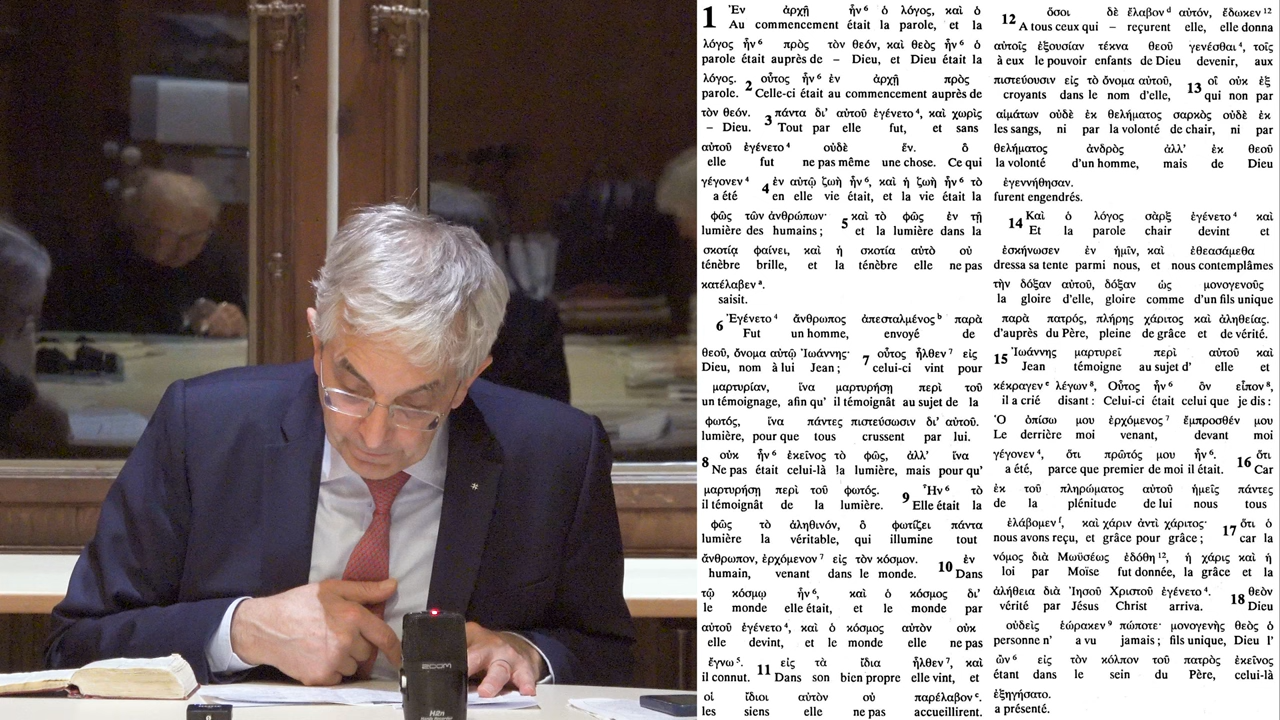 1 Ἐν ἀρχῇ ἦν⁶ ὁ λόγος, καὶ ὁ
Au commencement était la parole, et la
λόγος ἦν⁶ πρὸς τὸν θεόν, καὶ θεὸς ἦν⁶ ὁ
parole était auprès de – Dieu, et Dieu était la
λόγος. 2 οὗτος ἦν⁶ ἐν ἀρχῇ πρὸς
parole. Celle-ci était au commencement auprès de
τὸν θεόν. 3 πάντα δι’ αὐτοῦ ἐγένετο⁴, καὶ χωρὶς
– Dieu. Tout par elle fut, et sans
αὐτοῦ ἐγένετο⁴ οὐδὲ ἕν. ὃ
elle fut ne pas même une chose. Ce qui
γέγονεν⁴ 4 ἐν αὐτῷ ζωὴ ἦν⁶, καὶ ἡ ζωὴ ἦν⁶ τὸ
a été en elle vie était, et la vie était la
φῶς τῶν ἀνθρώπων· 5 καὶ τὸ φῶς ἐν τῇ
lumière des humains ; et la lumière dans la
σκοτίᾳ φαίνει, καὶ ἡ σκοτία αὐτὸ οὐ
ténèbre brille, et la ténèbre elle ne pas
κατέλαβενᵃ.
saisit.
6 Ἐγένετο⁴ ἄνθρωπος ἀπεσταλμένοςᵇ παρὰ
Fut un homme, envoyé de
θεοῦ, ὄνομα αὐτῷ Ἰωάννης· 7 οὗτος ἦλθεν⁷ εἰς
Dieu, nom à lui Jean ; celui-ci vint pour
μαρτυρίαν, ἵνα μαρτυρήσῃ περὶ τοῦ
un témoignage, afin qu’ il témoignât au sujet de la
φωτός, ἵνα πάντες πιστεύσωσιν δι’ αὐτοῦ.
lumière, pour que tous crussent par lui.
8 οὐκ ἦν⁶ ἐκεῖνος τὸ φῶς, ἀλλ’ ἵνα
Ne pas était celui-là la lumière, mais pour qu’
μαρτυρήσῃ περὶ τοῦ φωτός. 9 Ἦν⁶ τὸ
il témoignât de la lumière. Elle était la
φῶς τὸ ἀληθινόν, ὃ φωτίζει πάντα
lumière la véritable, qui illumine tout
ἄνθρωπον, ἐρχόμενον⁷ εἰς τὸν κόσμον. 10 ἐν
humain, venant dans le monde. Dans
τῷ κόσμῳ ἦν⁶, καὶ ὁ κόσμος δι’
le monde elle était, et le monde par
αὐτοῦ ἐγένετο⁴, καὶ ὁ κόσμος αὐτὸν οὐκ
elle devint, et le monde elle ne pas
ἔγνω⁵. 11 εἰς τὰ ἴδια ἦλθεν⁷, καὶ
il connut. Dans son bien propre elle vint, et
οἱ ἴδιοι αὐτὸν οὐ παρέλαβονᶜ.
les siens elle ne pas accueillirent.
12 ὅσοι δὲ ἔλαβονᵈ αὐτόν, ἔδωκεν¹²
A tous ceux qui – reçurent elle, elle donna
αὐτοῖς ἐξουσίαν τέκνα θεοῦ γενέσθαι⁴, τοῖς
à eux le pouvoir enfants de Dieu devenir, aux
πιστεύουσιν εἰς τὸ ὄνομα αὐτοῦ, 13 οἳ οὐκ ἐξ
croyants dans le nom d’elle, qui non par
αἱμάτων οὐδὲ ἐκ θελήματος σαρκὸς οὐδὲ ἐκ
les sangs, ni par la volonté de chair, ni par
θελήματος ἀνδρὸς ἀλλ’ ἐκ θεοῦ
la volonté d’un homme, mais de Dieu
ἐγεννήθησαν.
furent engendrés.
14 Καὶ ὁ λόγος σὰρξ ἐγένετο⁴ καὶ
Et la parole chair devint et
ἐσκήνωσεν ἐν ἡμῖν, καὶ ἐθεασάμεθα
dressa sa tente parmi nous, et nous contemplâmes
τὴν δόξαν αὐτοῦ, δόξαν ὡς μονογενοῦς
la gloire d’elle, gloire comme d’un fils unique
παρὰ πατρός, πλήρης χάριτος καὶ ἀληθείας.
d’auprès du Père, pleine de grâce et de vérité.
15 Ἰωάννης μαρτυρεῖ περὶ αὐτοῦ καὶ
Jean témoigne au sujet d’ elle et
κέκραγενᵉ λέγων⁸, Οὗτος ἦν⁶ ὃν εἶπον⁸,
il a crié disant : Celui-ci était celui que je dis :
Ὁ ὀπίσω μου ἐρχόμενος⁷ ἔμπροσθέν μου
Le derrière moi venant, devant moi
γέγονεν⁴, ὅτι πρῶτός μου ἦν⁶. 16 ὅτι
a été, parce que premier de moi il était. Car
ἐκ τοῦ πληρώματος αὐτοῦ ἡμεῖς πάντες
de la plénitude de lui nous tous
ἐλάβομενᶠ, καὶ χάριν ἀντὶ χάριτος· 17 ὅτι ὁ
nous avons reçu, et grâce pour grâce ; car la
νόμος διὰ Μωϋσέως ἐδόθη¹², ἡ χάρις καὶ ἡ
loi par Moïse fut donnée, la grâce et la
ἀλήθεια διὰ Ἰησοῦ Χριστοῦ ἐγένετο⁴. 18 θεὸν
vérité par Jésus Christ arriva. Dieu
οὐδεὶς ἑώρακεν⁹ πώποτε· μονογενὴς θεὸς ὁ
personne n’ a vu jamais ; fils unique, Dieu l’
ὢν⁶ εἰς τὸν κόλπον τοῦ πατρὸς ἐκεῖνος
étant dans le sein du Père, celui-là
ἐξηγήσατο.
a présenté.
ZOOM
H2n